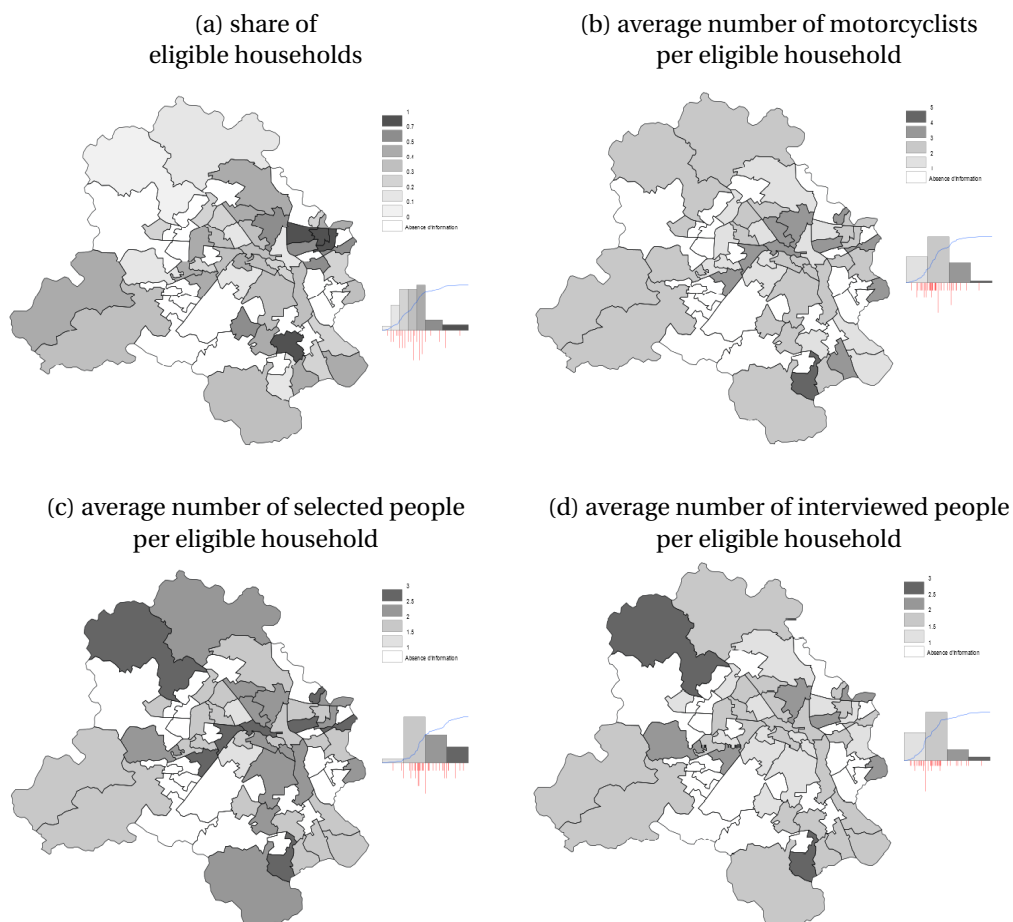 (a) share of
eligible households
(b) average number of motorcyclists
per eligible household
1
0.7
0.5
0.4
0.3
0.2
0.1
0
Absence d'Information
5
4
3
2
1
Absence d'Information
(c) average number of selected people
per eligible household
(d) average number of interviewed people
per eligible household
3
2.5
2
1.5
1
Absence d'Information
3
2.5
2
1.5
1
Absence d'Information